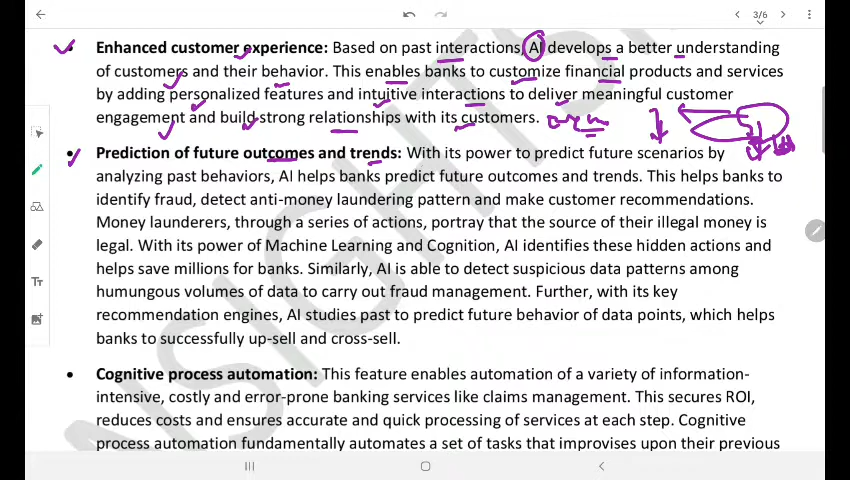 3/6
• Enhanced customer experience: Based on past interactions, AI develops a better understanding
of customers and their behavior. This enables banks to customize financial products and services
by adding personalized features and intuitive interactions to deliver meaningful customer
engagement and build strong relationships with its customers.
• Prediction of future outcomes and trends: With its power to predict future scenarios by
analyzing past behaviors, AI helps banks predict future outcomes and trends. This helps banks to
identify fraud, detect anti-money laundering pattern and make customer recommendations.
Money launderers, through a series of actions, portray that the source of their illegal money is
legal. With its power of Machine Learning and Cognition, AI identifies these hidden actions and
helps save millions for banks. Similarly, AI is able to detect suspicious data patterns among
humungous volumes of data to carry out fraud management. Further, with its key
recommendation engines, AI studies past to predict future behavior of data points, which helps
banks to successfully up-sell and cross-sell.
• Cognitive process automation: This feature enables automation of a variety of information-
intensive, costly and error-prone banking services like claims management. This secures ROI,
reduces costs and ensures accurate and quick processing of services at each step. Cognitive
process automation fundamentally automates a set of tasks that improvises upon their previous
Tт